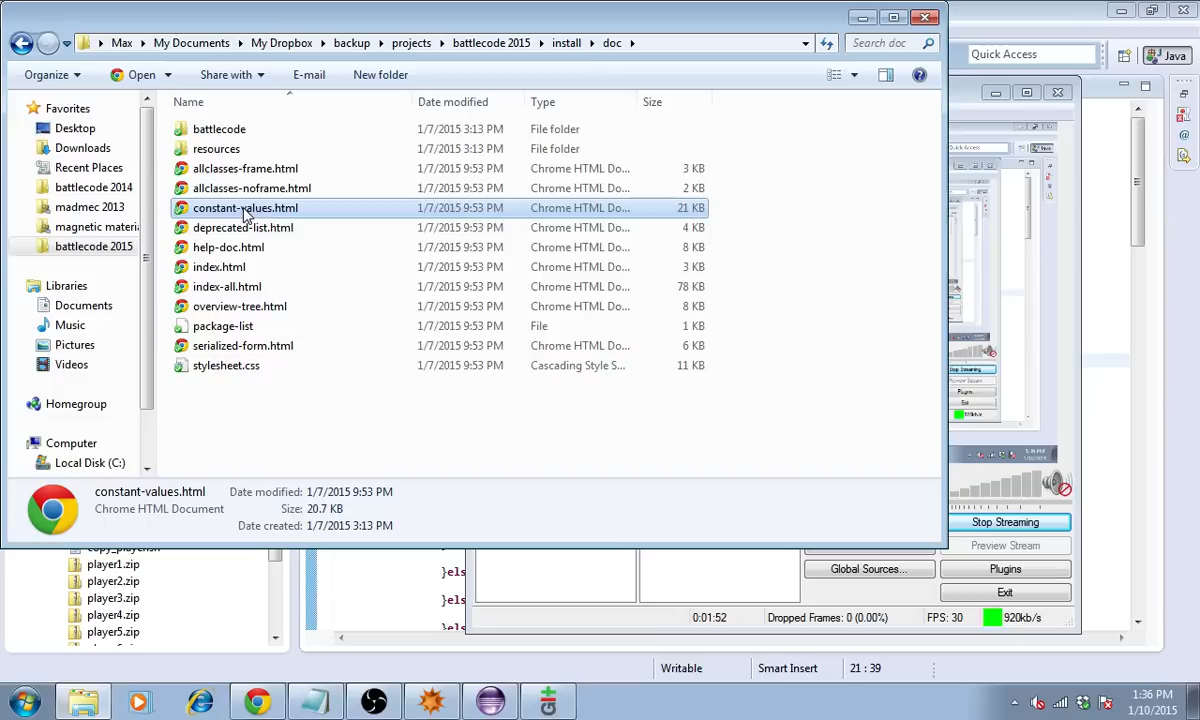 Max
My Documents
My Dropbox
backup
projects
battlecode 2015
install
doc
Search doc
Quick Access
Java
Organize
Open
Share with
E-mail
New folder
Name
Date modified
Type
Size
Favorites
Desktop
Downloads
Recent Places
battlecode 2014
madmec 2013
magnetic materi
battlecode 2015
Libraries
Documents
Music
Pictures
Videos
Homegroup
Computer
Local Disk (C:)
battlecode 1/7/2015 3:13 PM File folder
resources 1/7/2015 3:13 PM File folder
allclasses-frame.html 1/7/2015 9:53 PM Chrome HTML Do... 3 KB
allclasses-noframe.html 1/7/2015 9:53 PM Chrome HTML Do... 2 KB
constant-values.html 1/7/2015 9:53 PM Chrome HTML Do... 21 KB
deprecated-list.html 1/7/2015 9:53 PM Chrome HTML Do... 4 KB
help-doc.html 1/7/2015 9:53 PM Chrome HTML Do... 8 KB
index.html 1/7/2015 9:53 PM Chrome HTML Do... 3 KB
index-all.html 1/7/2015 9:53 PM Chrome HTML Do... 78 KB
overview-tree.html 1/7/2015 9:53 PM Chrome HTML Do... 8 KB
package-list 1/7/2015 9:53 PM File 1 KB
serialized-form.html 1/7/2015 9:53 PM Chrome HTML Do... 6 KB
stylesheet.css 1/7/2015 9:53 PM Cascading Style S... 11 KB
constant-values.html Date modified: 1/7/2015 9:53 PM
Chrome HTML Document Size: 20.7 KB
Date created: 1/7/2015 3:13 PM
player1.zip
player2.zip
player3.zip
player4.zip
player5.zip
}els
}els
}els
Stop Streaming
Preview Stream
Global Sources...
Plugins
Exit
0:01:52
Dropped Frames: 0 (0.00%)
FPS: 30
920kb/s
Writable
Smart Insert
21 : 39
1:36 PM
1/10/2015